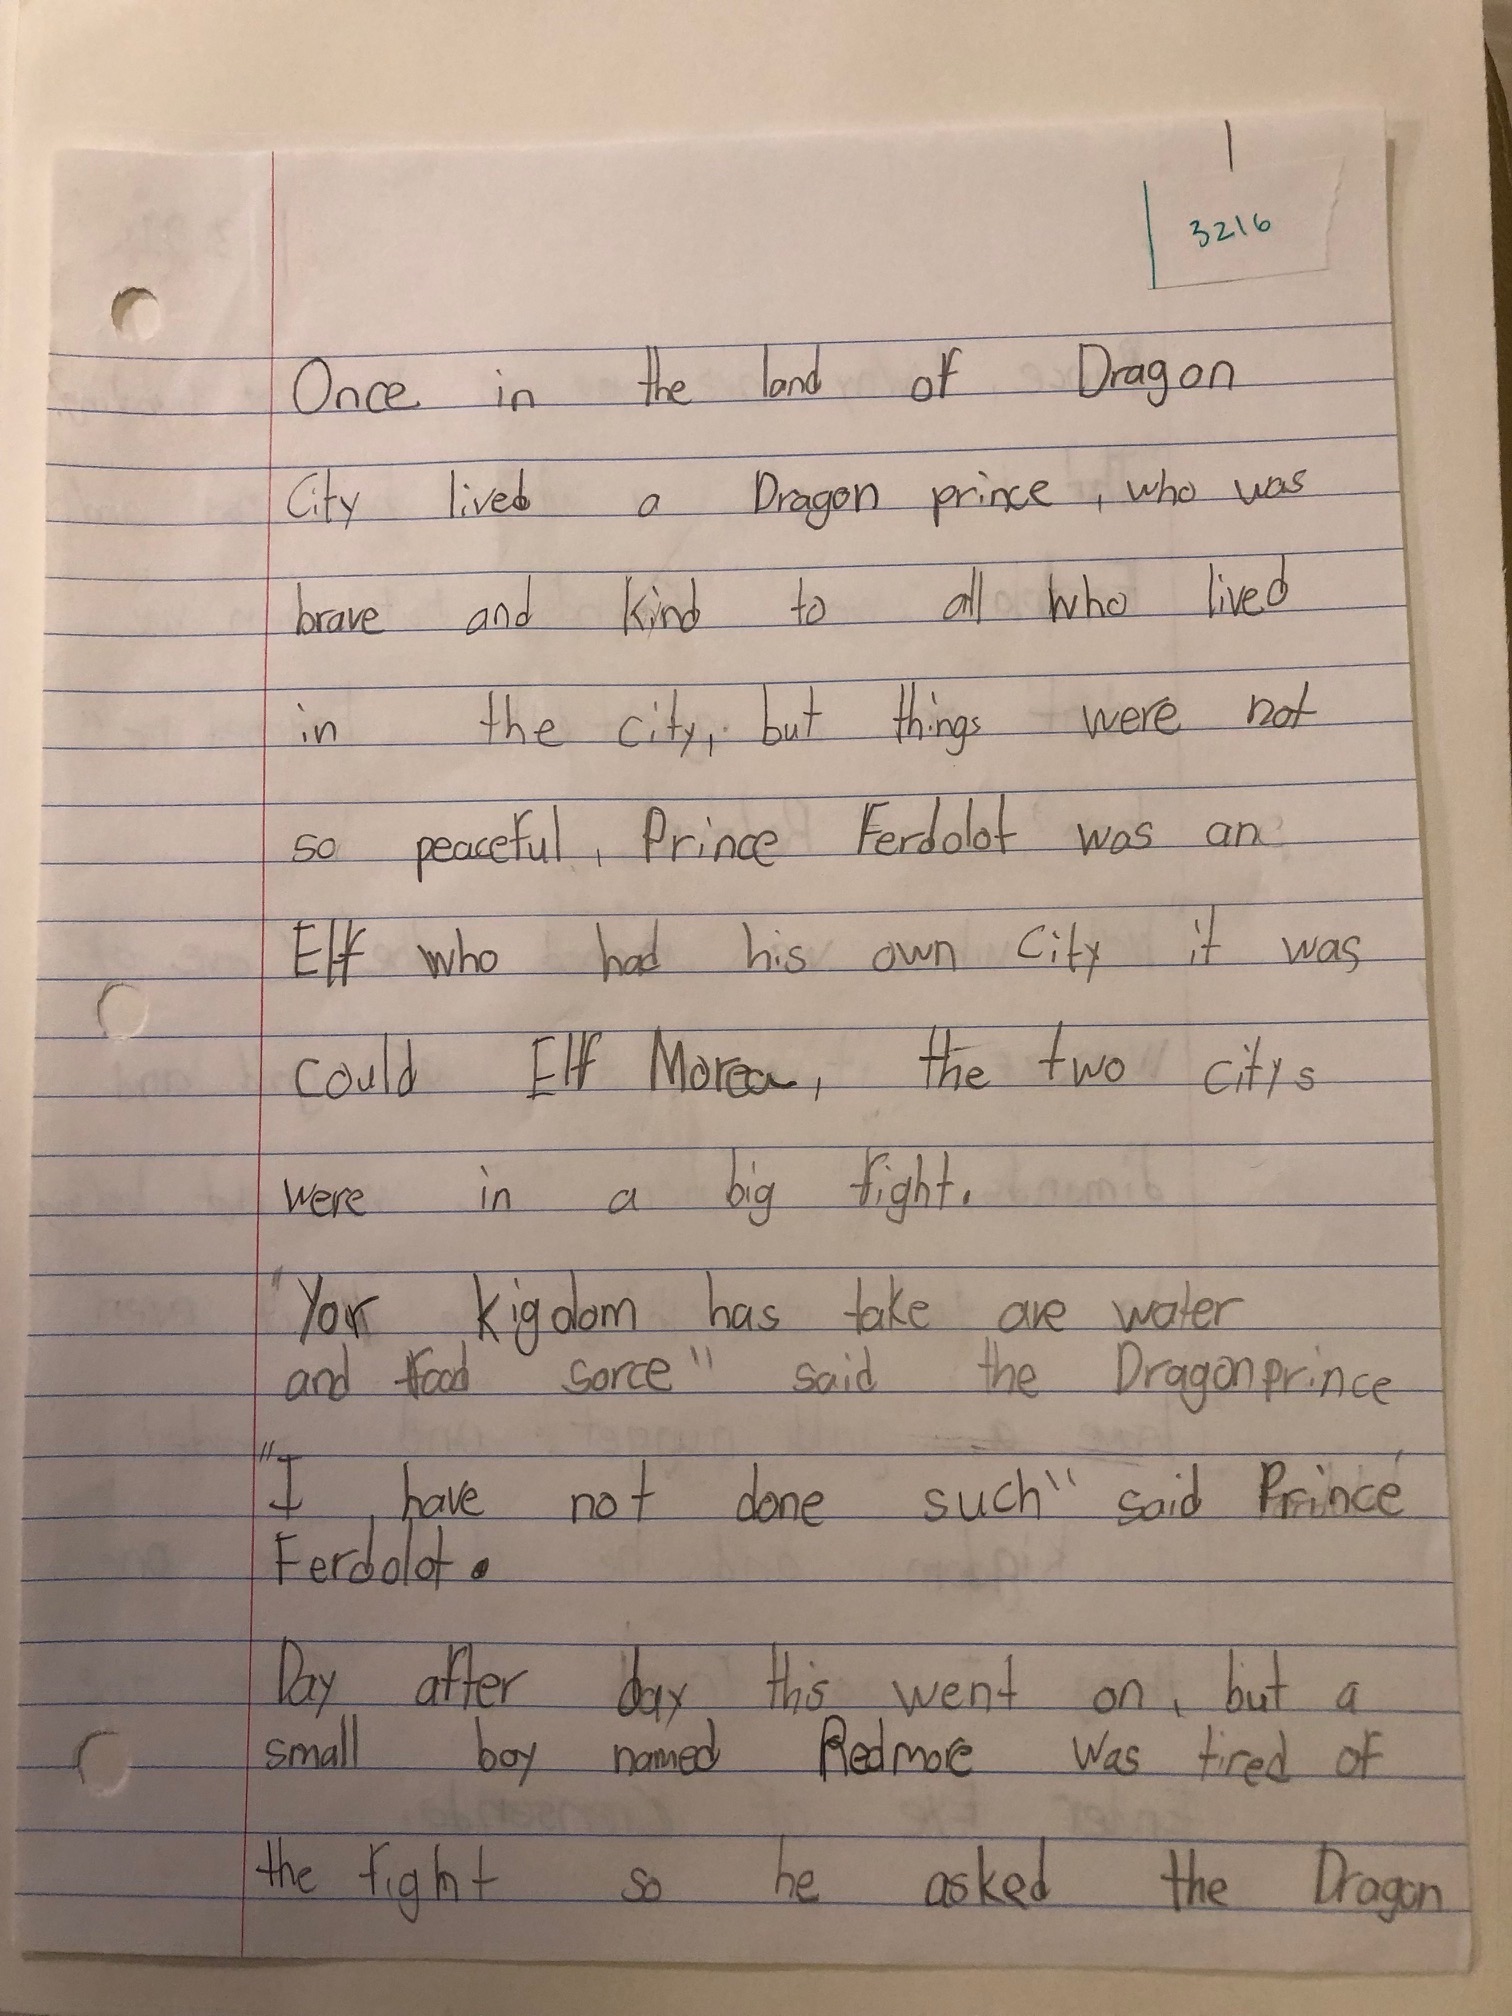 1
3216
Once in the land of Dragon
City lived a Dragon prince, who was
brave and kind to all who lived
in the city, but things were not
so peaceful, Prince Ferdolot was an
Elf who had his own City it was
could Elf Morea, the two citys
were in a big fight.
"Yor kigdom has take are water
and food sorce" said the Dragon prince
"I have not done such" said Prince
Ferdolot.
Day after day this went on, but a
small boy named Redmore was tired of
the fight so he asked the Dragon